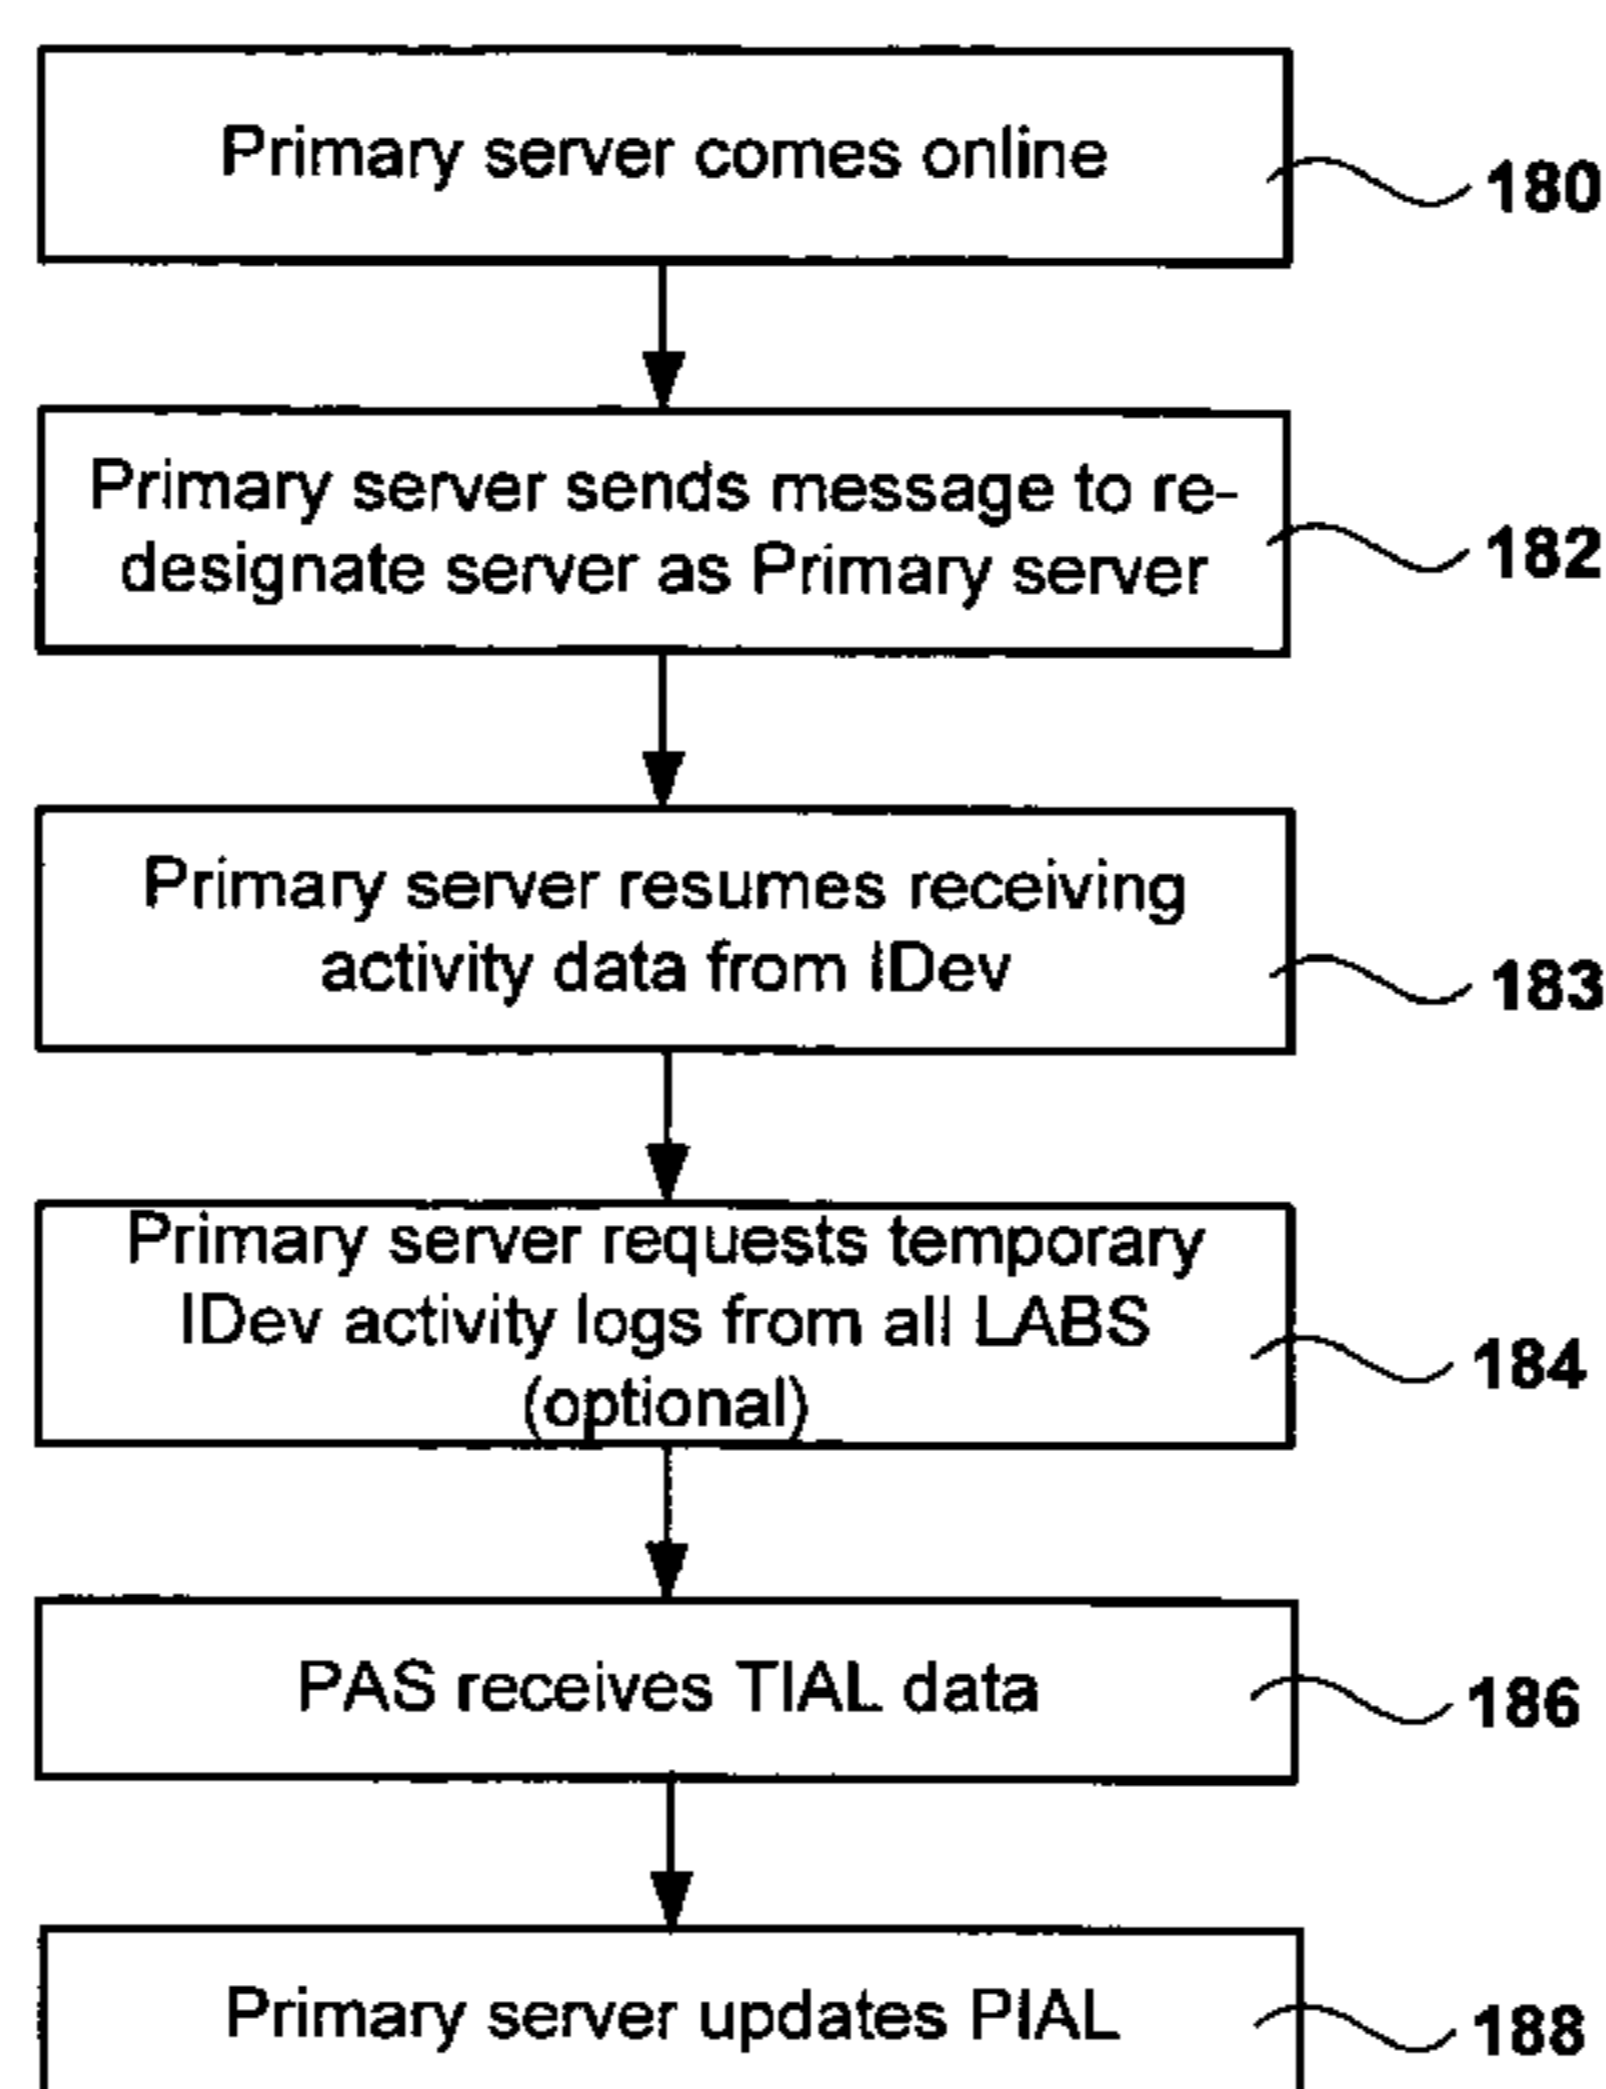 Primary server comes online
180
Primary server sends message to re-
designate server as Primary server
182
Primary server resumes receiving
activity data from IDev
183
Primary server requests temporary
IDev activity logs from all LABS
(optional)
184
PAS receives TIAL data
186
Primary server updates PIAL
188